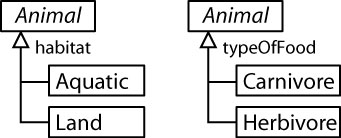 Animal
habitat
Aquatic
Land
Animal
typeOfFood
Carnivore
Herbivore